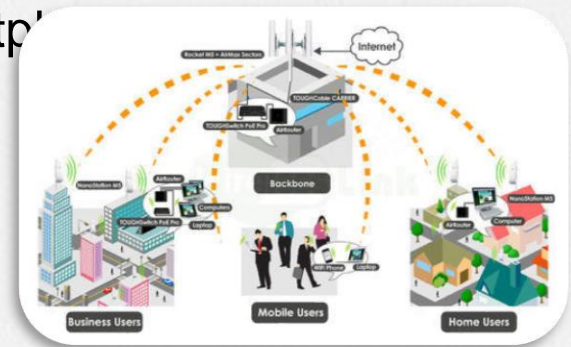 Internet
Rocket M5 + AirMax Sectors
TOUGHCable CARRIER
TOUGHSwitch PoE Pro
AirRouter
Backbone
NanoStation M5
AirRouter
Computers
TOUGHSwitch PoE Pro
Laptop
NanoStation M5
AirRouter
Computer
WiFi Phone
Laptop
Business Users
Mobile Users
Home Users